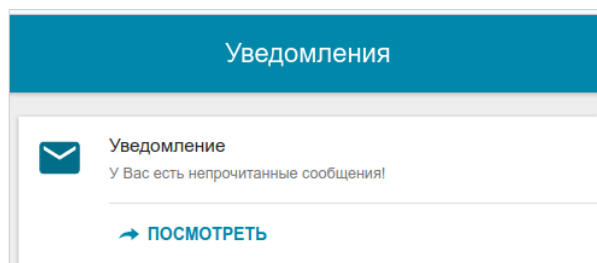 Уведомления
Уведомление
У Вас есть непрочитанные сообщения!
ПОСМОТРЕТЬ